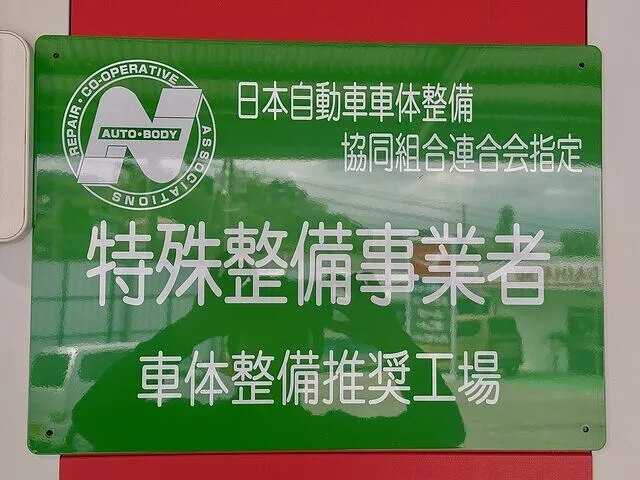 REPAIR・CO-OPERATIVE ASSOCIATIONS
AUTO・BODY
日本自動車車体整備
協同組合連合会指定
特殊整備事業者
車体整備推奨工場